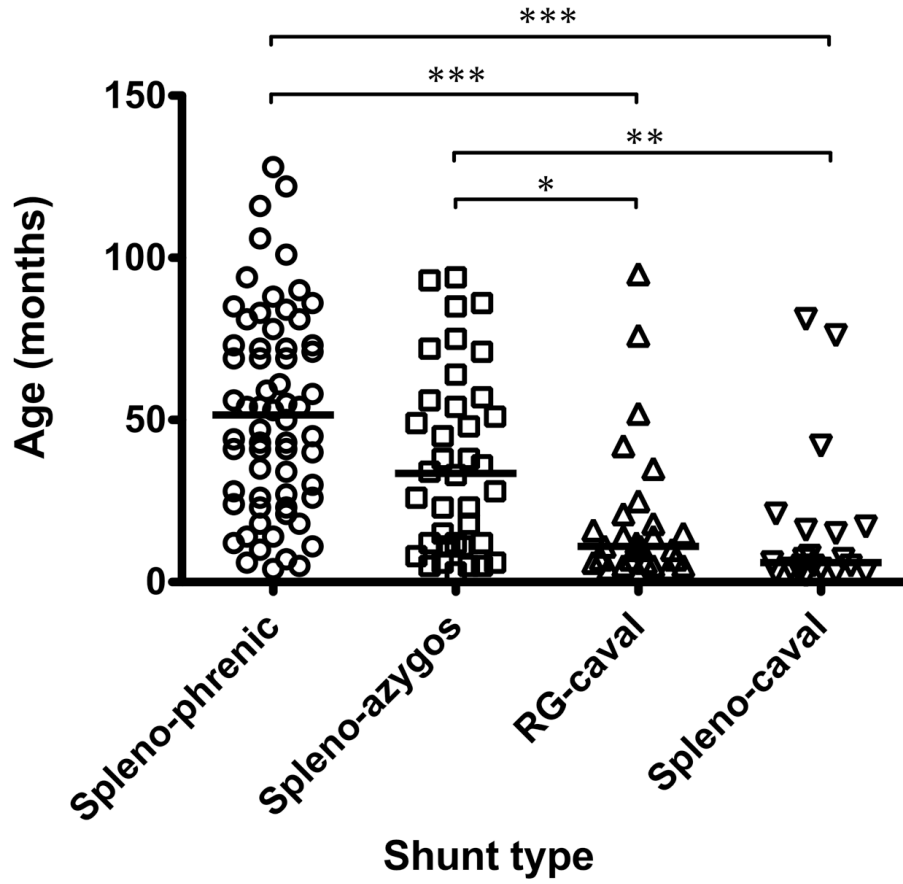 ***
***
**
*
150
100
50
0
Age (months)
Spleno-phrenic
Spleno-azygos
RG-caval
Spleno-caval
Shunt type